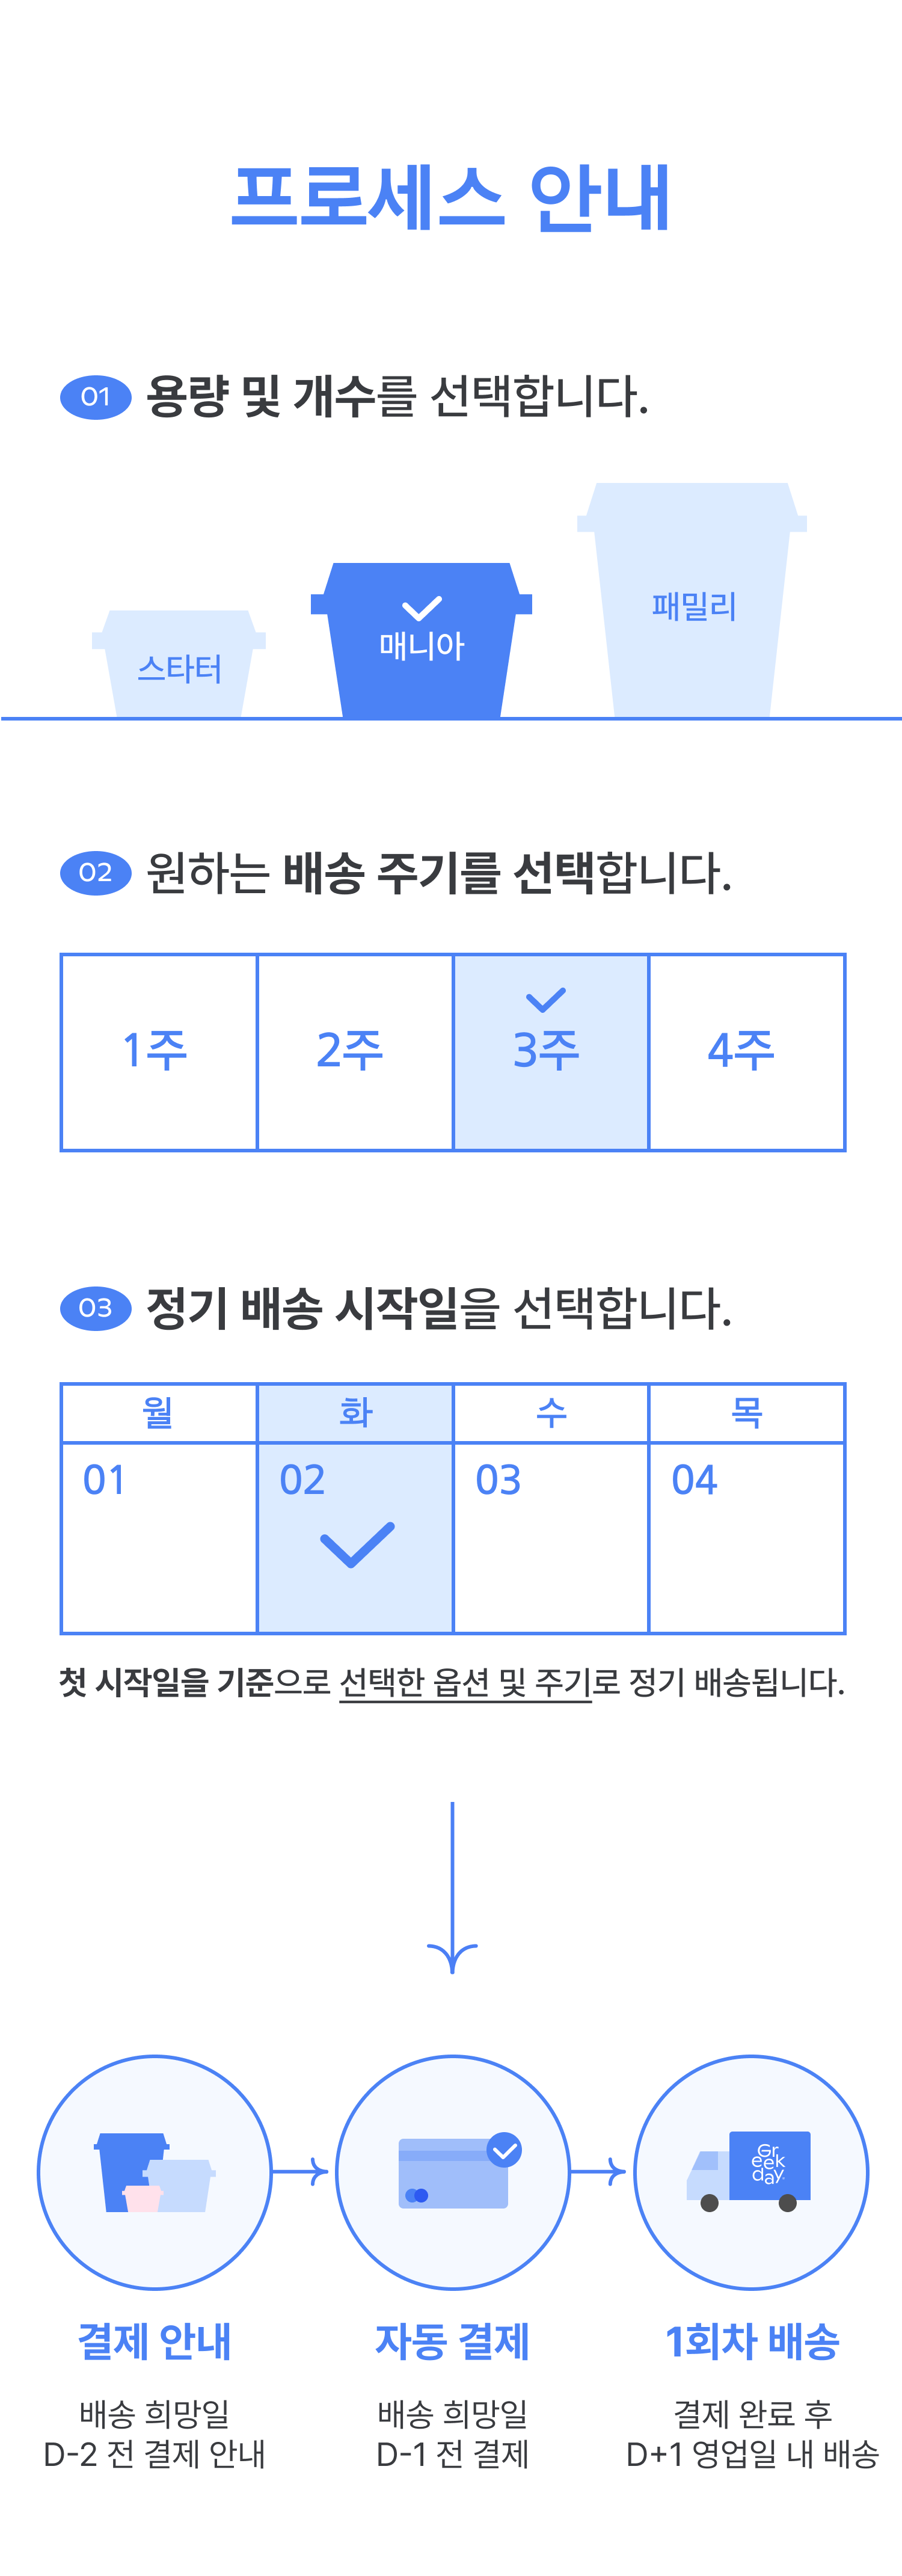 프로세스 안내
01 용량 및 개수를 선택합니다.
스타터
매니아
패밀리
02 원하는 배송 주기를 선택합니다.
1주 2주 3주 4주
03 정기 배송 시작일을 선택합니다.
월 화 수 목
01 02 03 04
첫 시작일을 기준으로 선택한 옵션 및 주기로 정기 배송됩니다.
Gr
eek
day.
결제 안내
배송 희망일
D-2 전 결제 안내
자동 결제
배송 희망일
D-1 전 결제
1회차 배송
결제 완료 후
D+1 영업일 내 배송